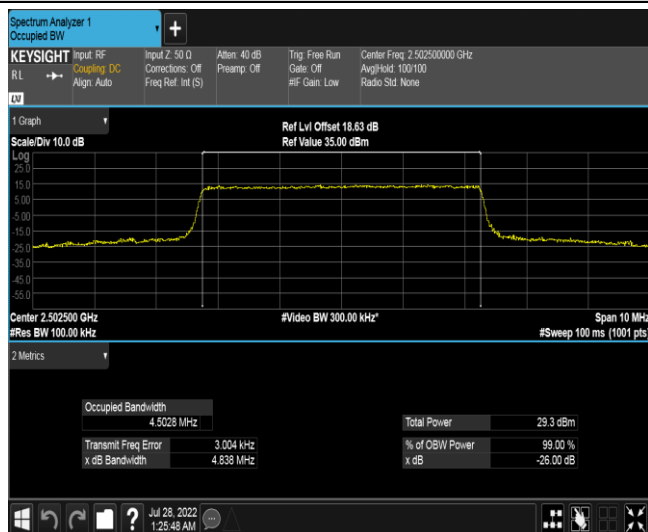 Spectrum Analyzer 1
Occupied BW
+
KEYSIGHT
RL
LXI
Input: RF
Coupling: DC
Align: Auto
Input Z: 50 Ω
Corrections: Off
Freq Ref: Int (S)
Atten: 40 dB
Preamp: Off
Trig: Free Run
Gate: Off
#IF Gain: Low
Center Freq: 2.502500000 GHz
Avg|Hold: 100/100
Radio Std: None
1 Graph
Scale/Div 10.0 dB
Ref Lvl Offset 18.63 dB
Ref Value 35.00 dBm
Log
25.0
15.0
5.00
-5.00
-15.0
-25.0
-35.0
-45.0
-55.0
Center 2.502500 GHz
#Res BW 100.00 kHz
#Video BW 300.00 kHz*
Span 10 MHz
#Sweep 100 ms (1001 pts)
2 Metrics
Occupied Bandwidth
4.5028 MHz
Total Power 29.3 dBm
Transmit Freq Error 3.004 kHz
% of OBW Power 99.00 %
x dB Bandwidth 4.838 MHz
x dB -26.00 dB
?
Jul 28, 2022
1:25:48 AM